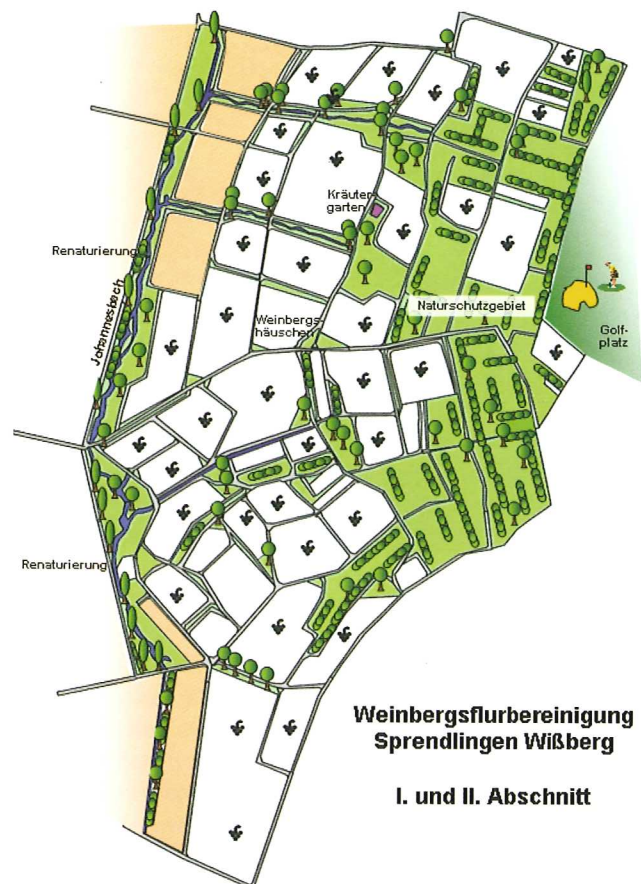 Kräuter
garten
Renaturierung
Johannesbach
Weinbergs
häuschen
Naturschutzgebiet
Golf-
platz
Renaturierung
Weinbergsflurbereinigung
Sprendlingen Wißberg
I. und II. Abschnitt